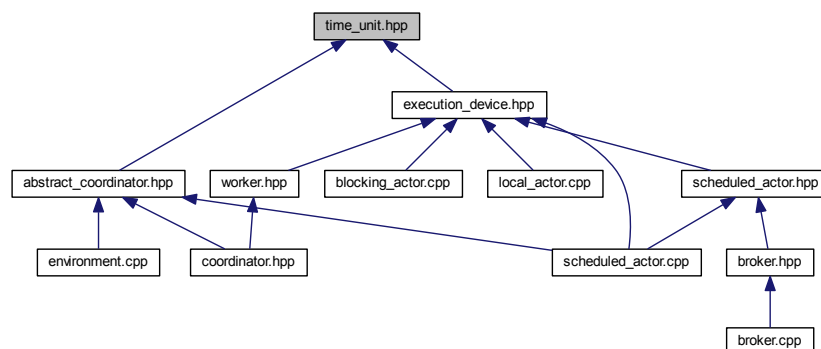 time_unit.hpp
execution_device.hpp
abstract_coordinator.hpp
worker.hpp
blocking_actor.cpp
local_actor.cpp
scheduled_actor.hpp
environment.cpp
coordinator.hpp
scheduled_actor.cpp
broker.hpp
broker.cpp